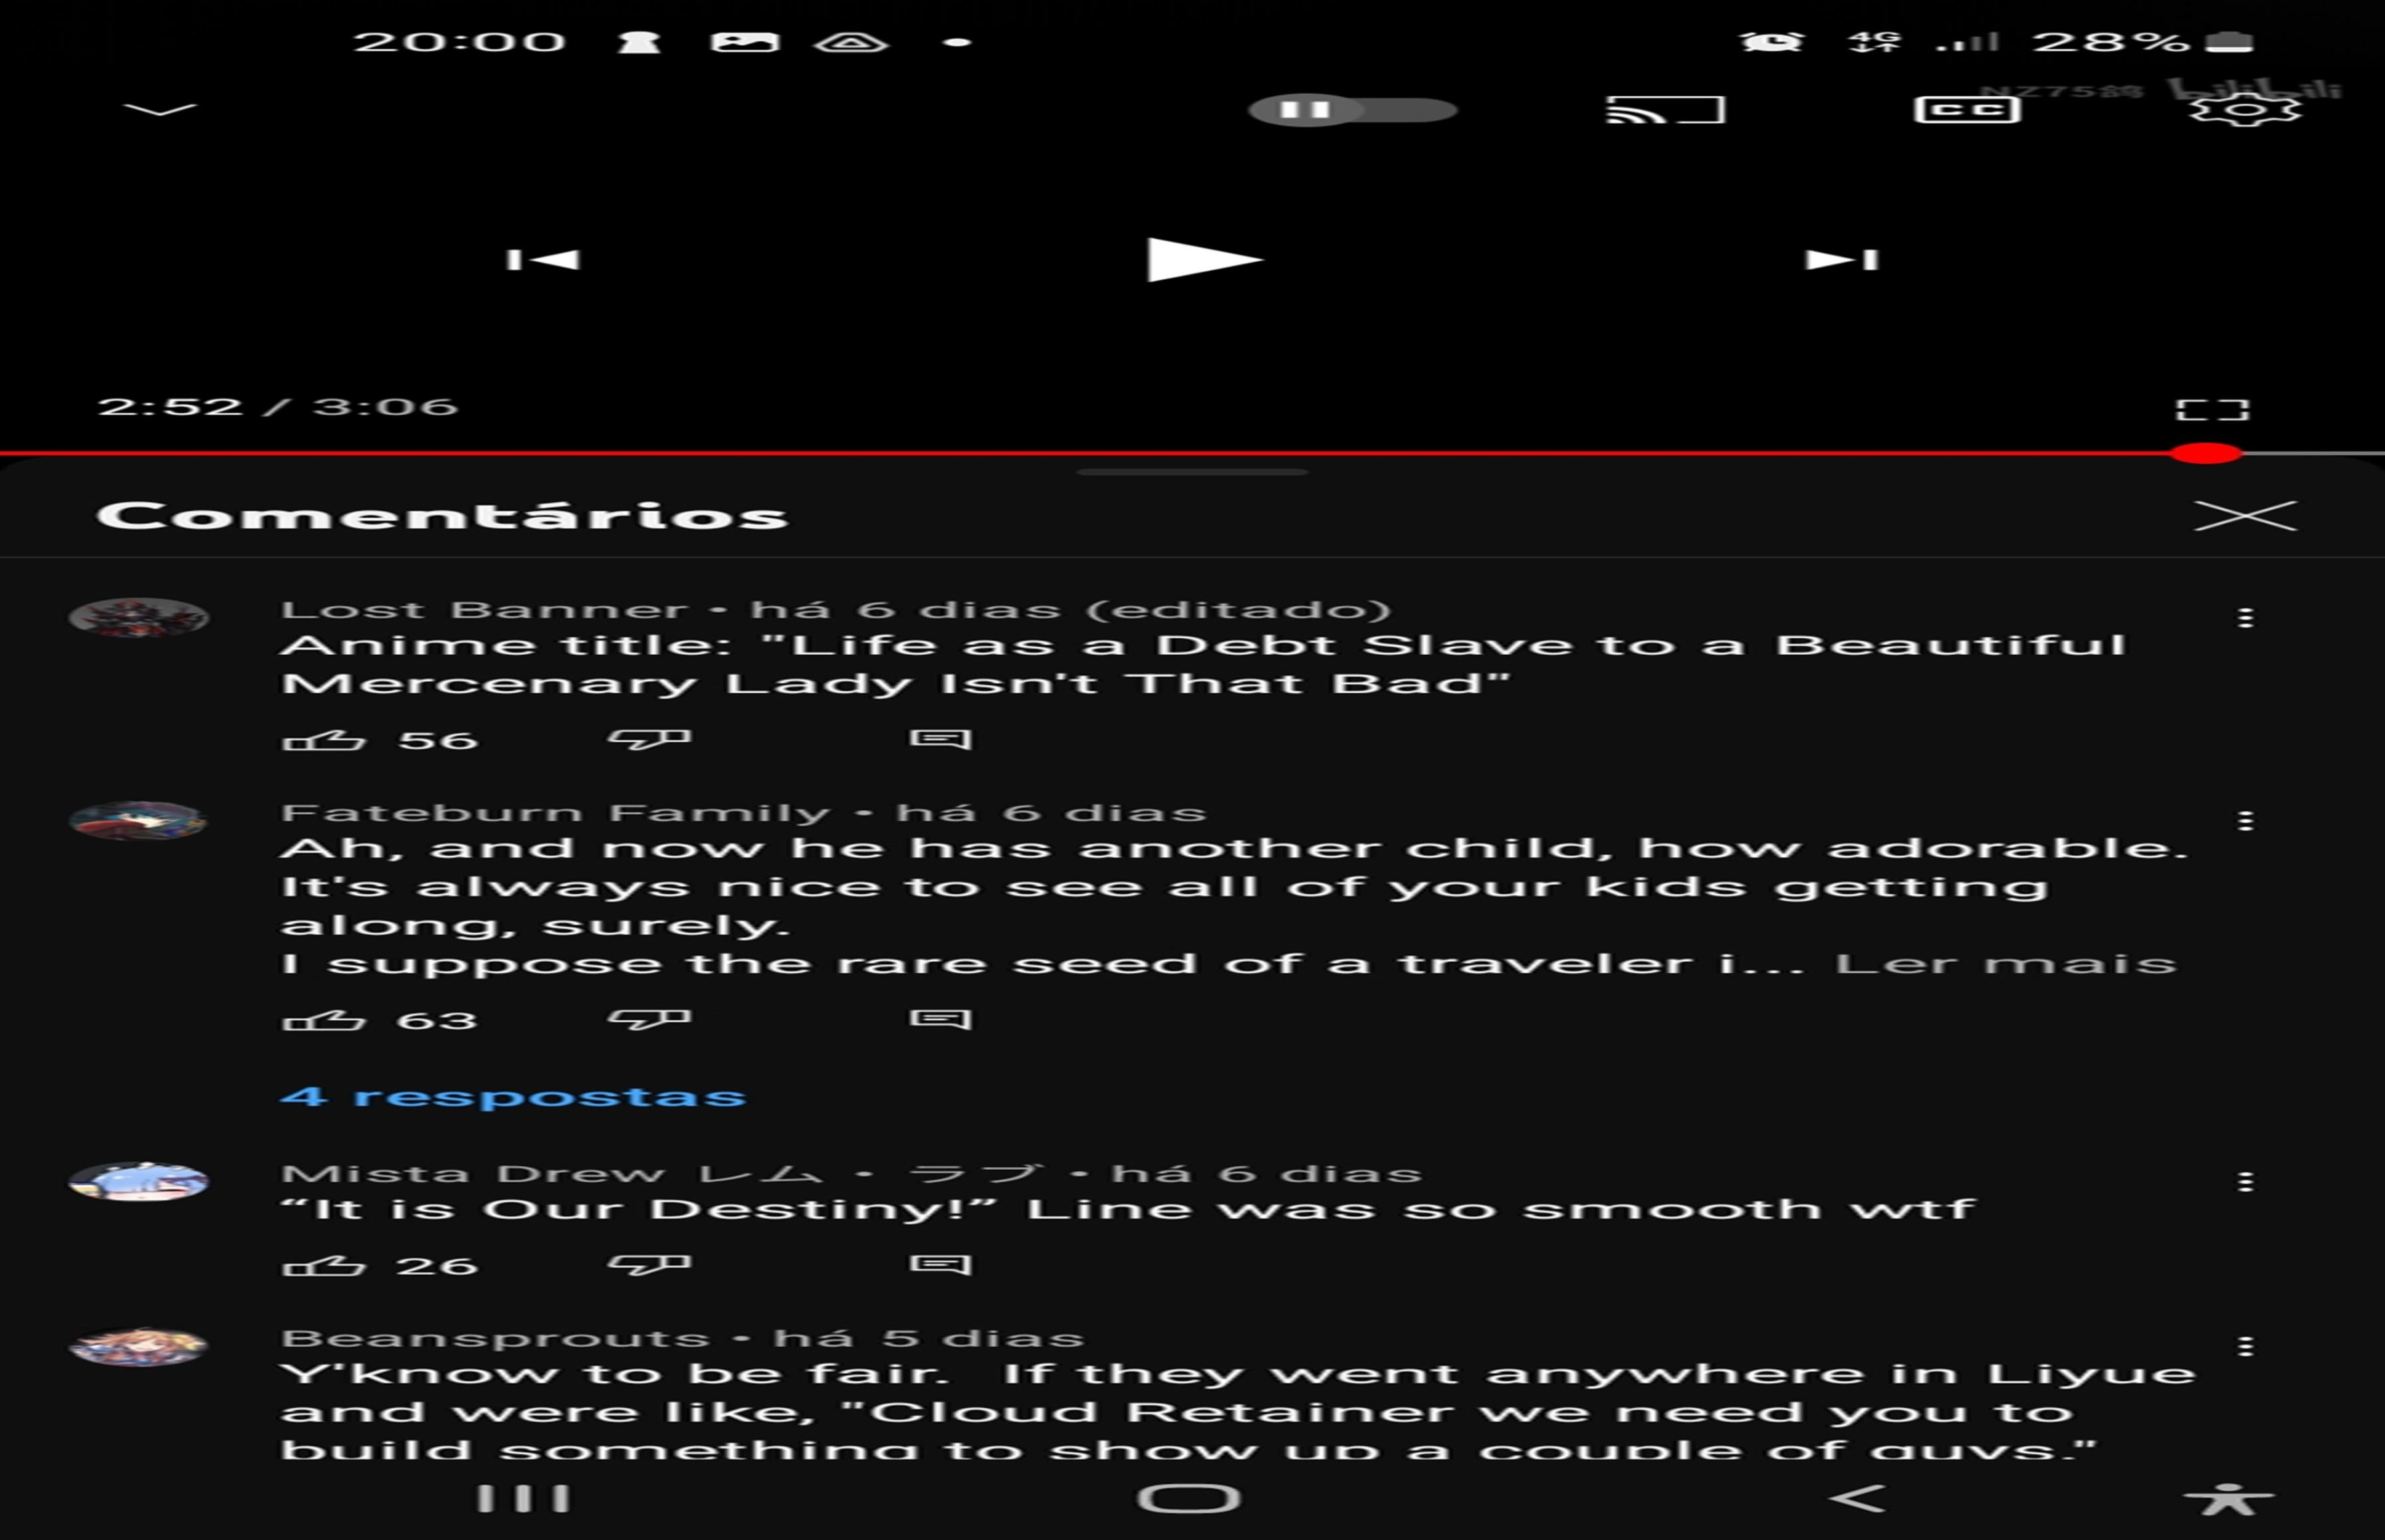 20:00
4G 28%
NZ75 bilibili
CC
2:52 / 3:06
Comentários
Lost Banner • há 6 dias (editado)
Anime title: "Life as a Debt Slave to a Beautiful
Mercenary Lady Isn't That Bad"
56
Fateburn Family • há 6 dias
Ah, and now he has another child, how adorable.
It's always nice to see all of your kids getting
along, surely.
I suppose the rare seed of a traveler i... Ler mais
63
4 respostas
Mista Drew レム • ラブ • há 6 dias
“It is Our Destiny!” Line was so smooth wtf
26
Beansprouts • há 5 dias
Y'know to be fair.  If they went anywhere in Liyue
and were like, "Cloud Retainer we need you to
build something to show up a couple of guys."